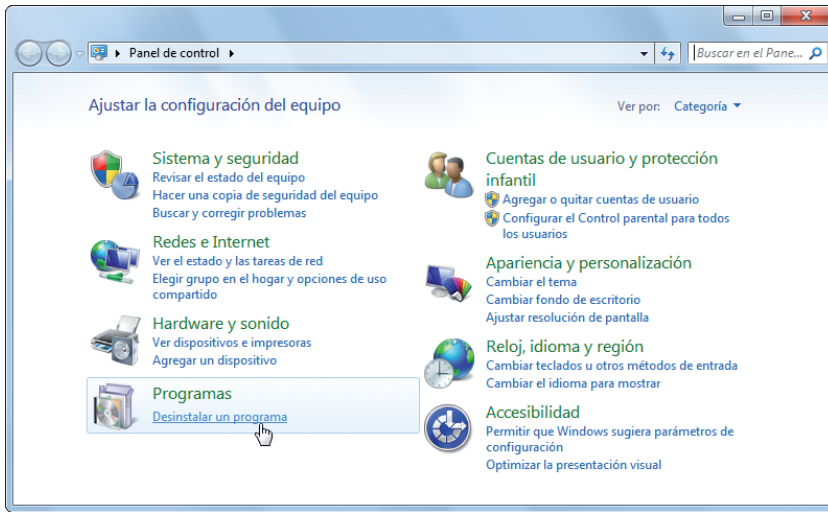 Panel de control
Buscar en el Pane...
Ajustar la configuración del equipo
Ver por: Categoría
Sistema y seguridad
Revisar el estado del equipo
Hacer una copia de seguridad del equipo
Buscar y corregir problemas
Redes e Internet
Ver el estado y las tareas de red
Elegir grupo en el hogar y opciones de uso
compartido
Hardware y sonido
Ver dispositivos e impresoras
Agregar un dispositivo
Programas
Desinstalar un programa
Cuentas de usuario y protección
infantil
Agregar o quitar cuentas de usuario
Configurar el Control parental para todos
los usuarios
Apariencia y personalización
Cambiar el tema
Cambiar fondo de escritorio
Ajustar resolución de pantalla
Reloj, idioma y región
Cambiar teclados u otros métodos de entrada
Cambiar el idioma para mostrar
Accesibilidad
Permitir que Windows sugiera parámetros de
configuración
Optimizar la presentación visual